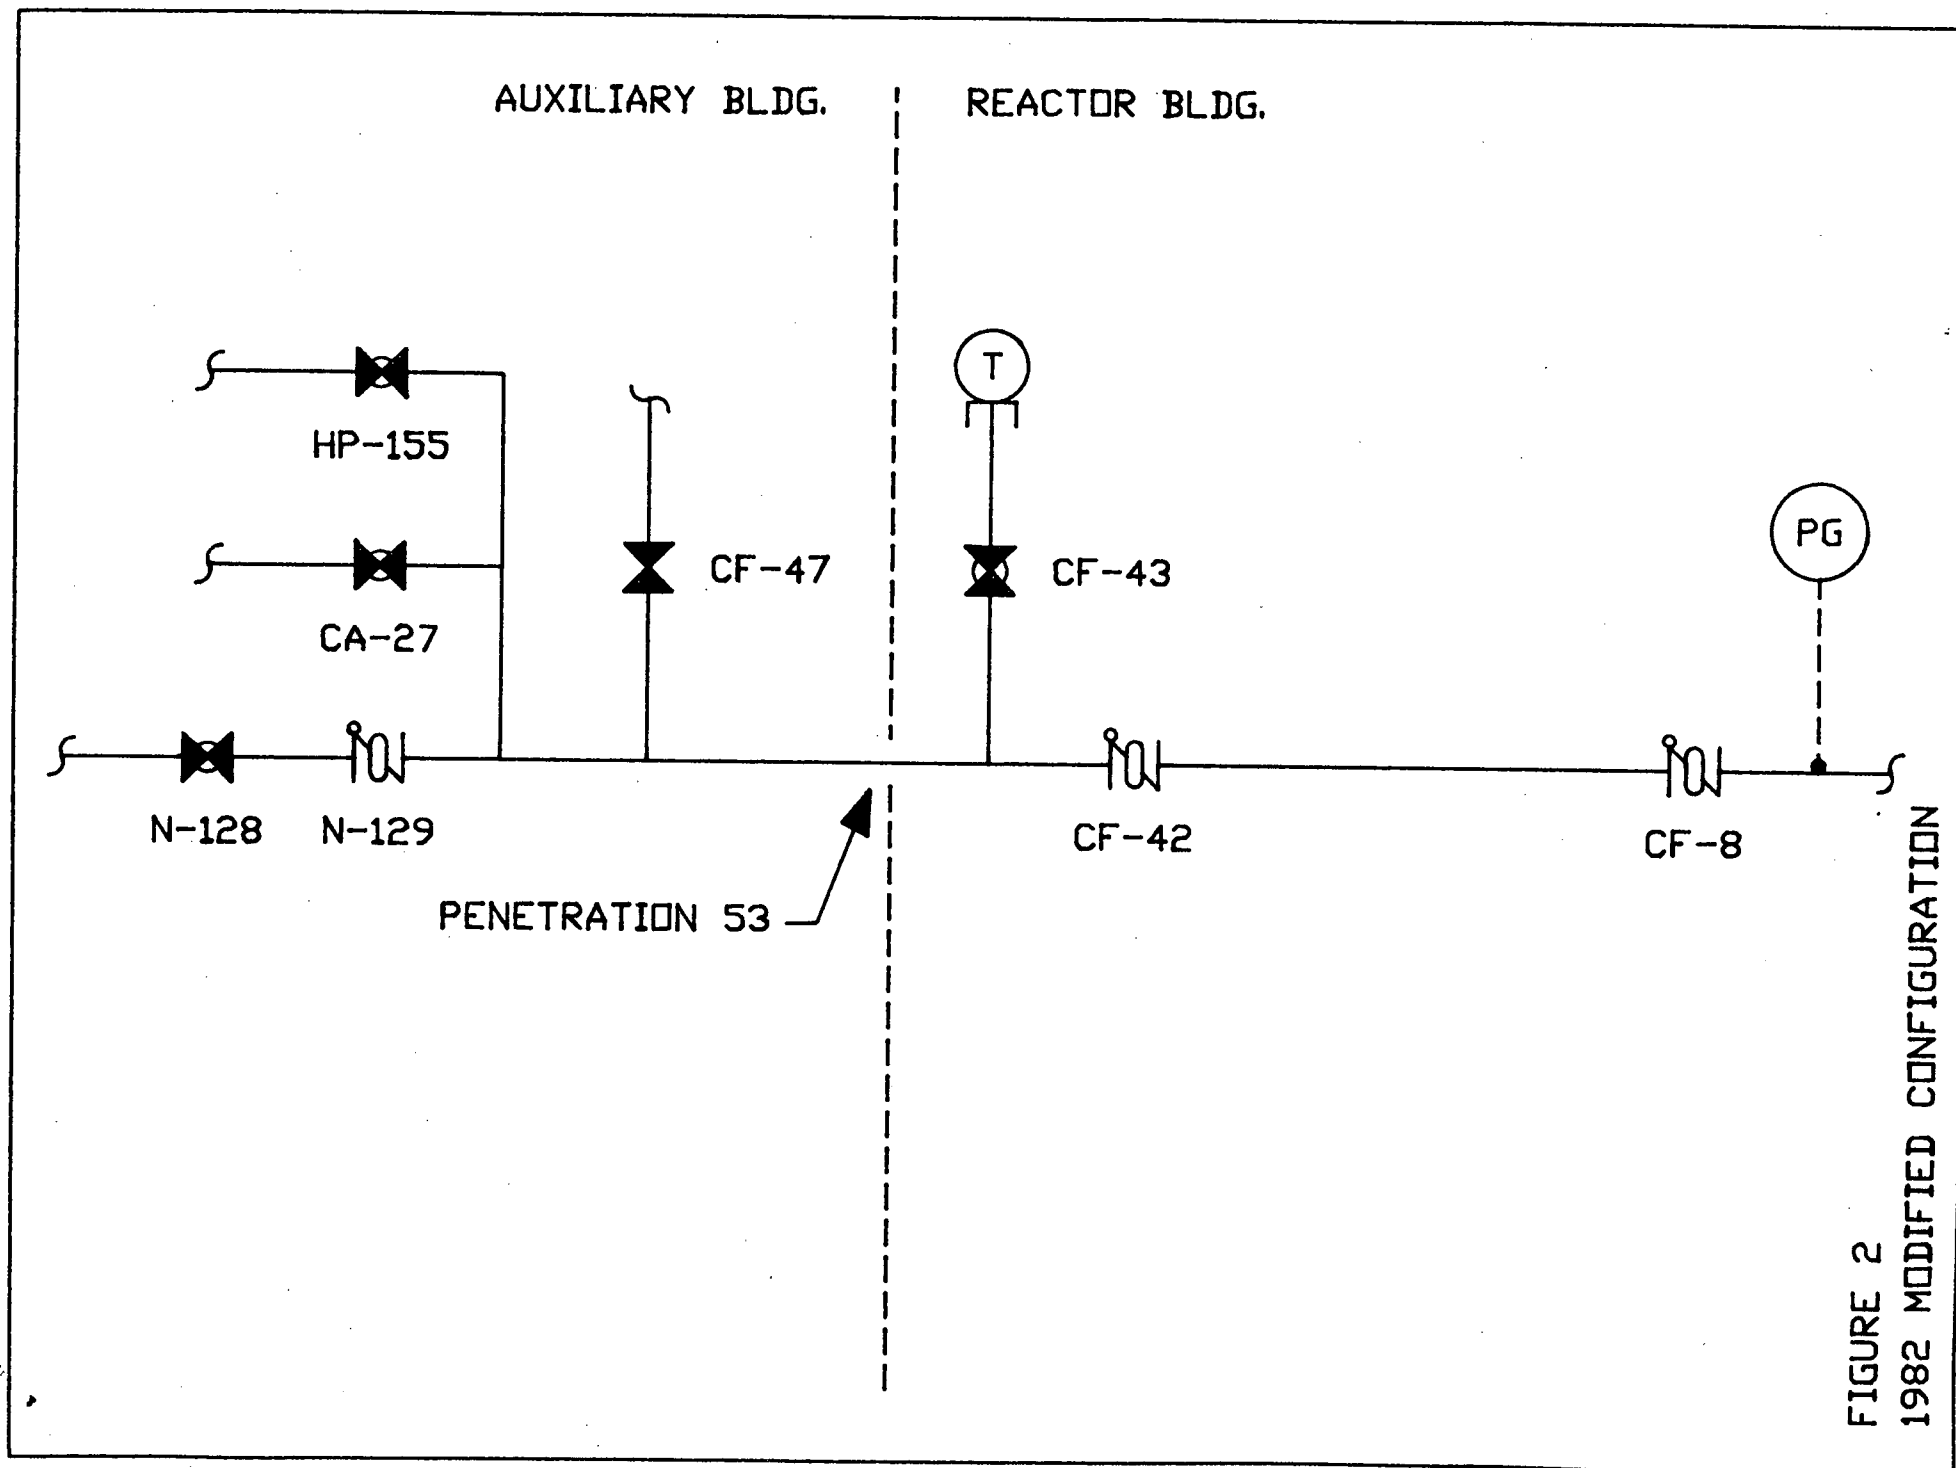 AUXILIARY BLDG.
REACTOR BLDG.
T
HP-155
CF-47
CF-43
PG
CA-27
N-128
N-129
CF-42
CF-8
PENETRATION 53
FIGURE 2
1982 MODIFIED CONFIGURATION